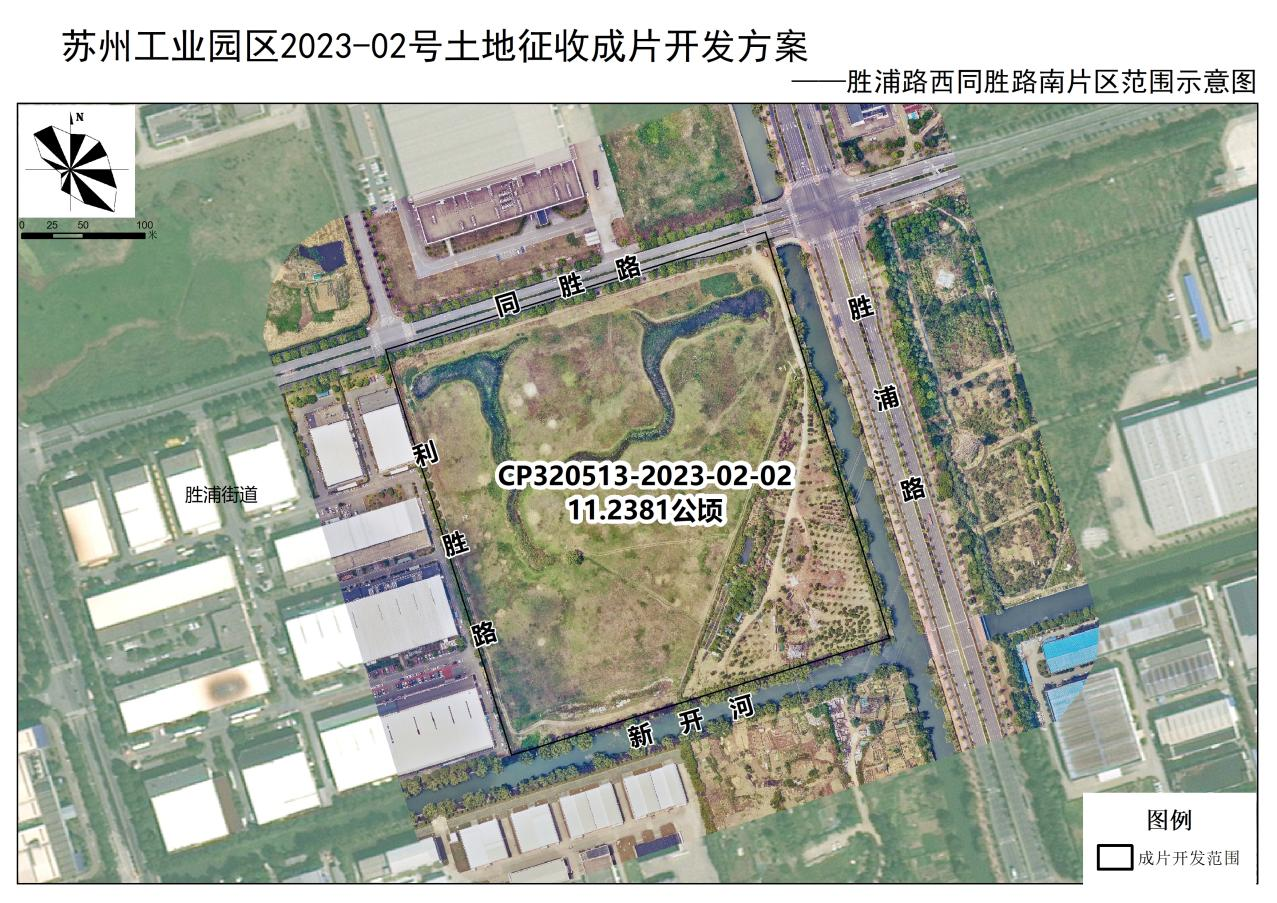 苏州工业园区2023-02号土地征收成片开发方案
——胜浦路西同胜路南片区范围示意图
N
0 25 50 100
米
同胜路
胜浦路
利胜路
胜浦街道
CP320513-2023-02-02
11.2381公顷
新开河
图例
成片开发范围